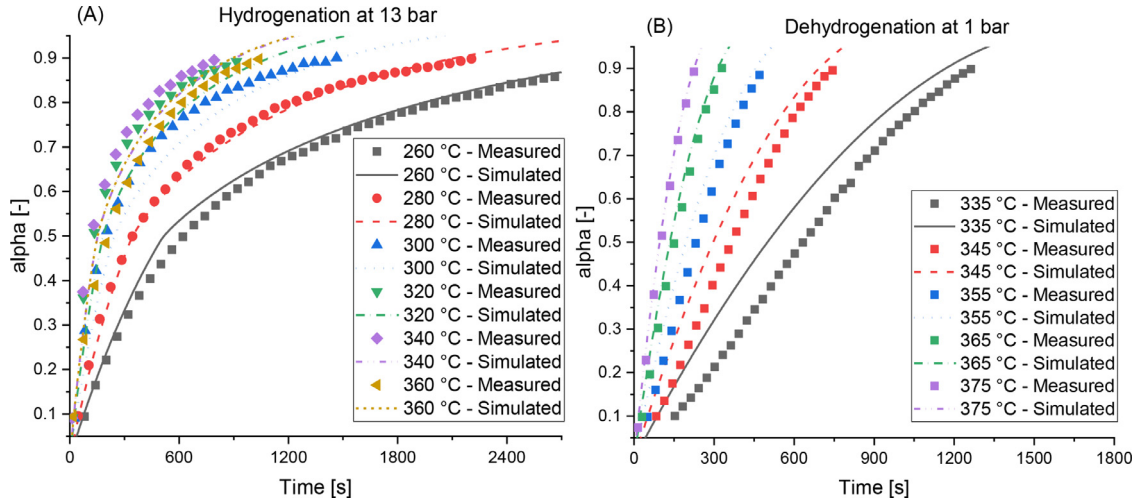 (A)
Hydrogenation at 13 bar
alpha [-]
0.9
0.8
0.7
0.6
0.5
0.4
0.3
0.2
0.1
0
600
1200
1800
2400
Time [s]
260 °C - Measured
260 °C - Simulated
280 °C - Measured
280 °C - Simulated
300 °C - Measured
300 °C - Simulated
320 °C - Measured
320 °C - Simulated
340 °C - Measured
340 °C - Simulated
360 °C - Measured
360 °C - Simulated
(B)
Dehydrogenation at 1 bar
alpha [-]
0.9
0.8
0.7
0.6
0.5
0.4
0.3
0.2
0.1
0
300
600
900
1200
1500
1800
Time [s]
335 °C - Measured
335 °C - Simulated
345 °C - Measured
345 °C - Simulated
355 °C - Measured
355 °C - Simulated
365 °C - Measured
365 °C - Simulated
375 °C - Measured
375 °C - Simulated